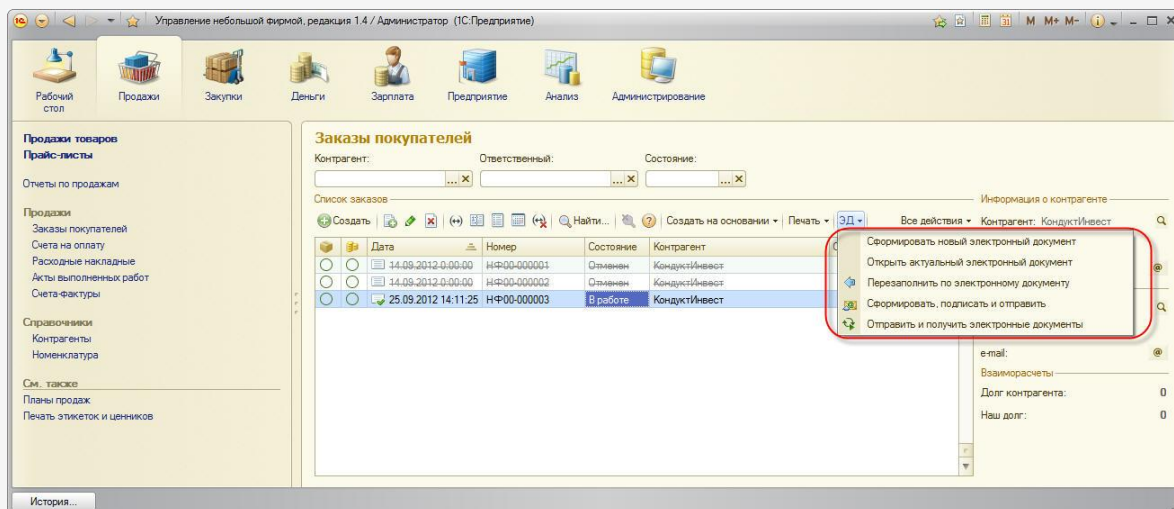 Управление небольшой фирмой, редакция 1.4 / Администратор (1С:Предприятие)
M M+ M-
Рабочий стол
Продажи
Закупки
Деньги
Зарплата
Предприятие
Анализ
Администрирование
Продажи товаров
Прайс-листы
Отчеты по продажам
Продажи
Заказы покупателей
Счета на оплату
Расходные накладные
Акты выполненных работ
Счета-фактуры
Справочники
Контрагенты
Номенклатура
См. также
Планы продаж
Печать этикеток и ценников
Заказы покупателей
Контрагент: Ответственный: Состояние:
Список заказов
Создать Найти... Создать на основании Печать ЭД Все действия
Дата Номер Состояние Контрагент
14.09.2012 0:00:00 НФ00-000001 Отменен КондуктИнвест
14.09.2012 0:00:00 НФ00-000002 Отменен КондуктИнвест
25.09.2012 14:11:25 НФ00-000003 В работе КондуктИнвест
Сформировать новый электронный документ
Открыть актуальный электронный документ
Перезаполнить по электронному документу
Сформировать, подписать и отправить
Отправить и получить электронные документы
Информация о контрагенте
Контрагент: КондуктИнвест
e-mail:
Взаиморасчеты
Долг контрагента: 0
Наш долг: 0
История...